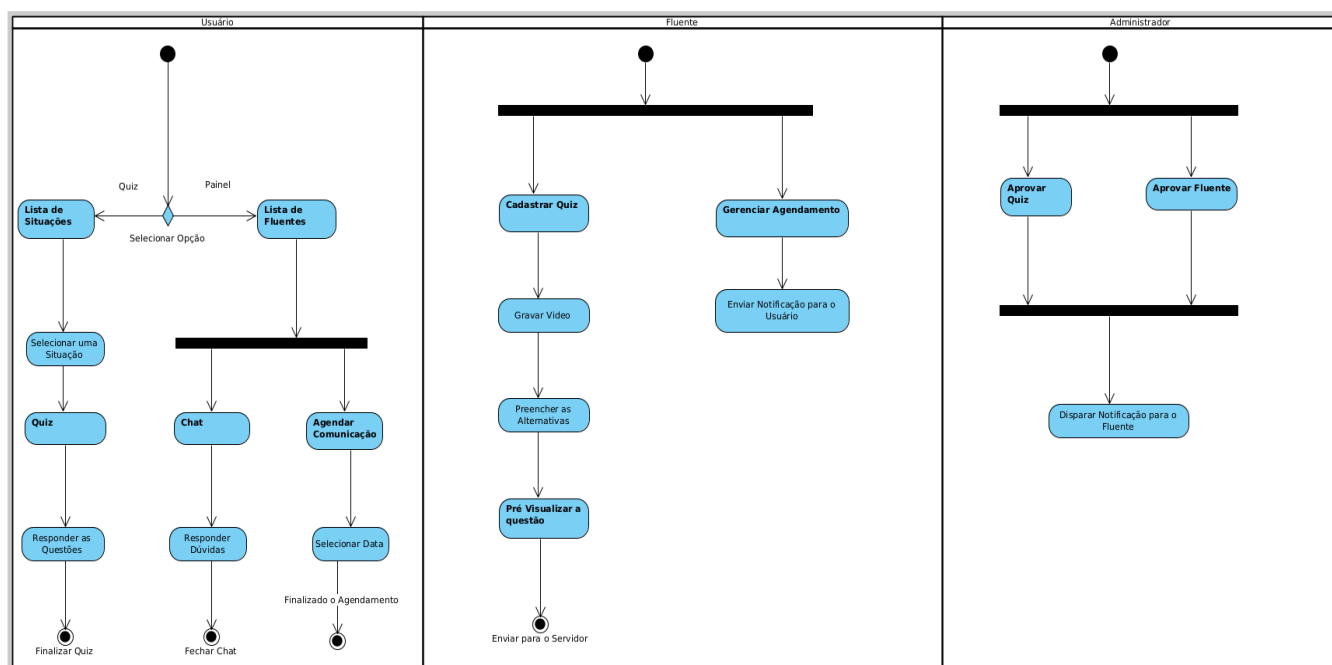 Usuário
Fluente
Administrador
Quiz
Painel
Lista de
Situações
Lista de
Fluentes
Selecionar Opção
Selecionar uma
Situação
Quiz
Chat
Agendar
Comunicação
Responder as
Questões
Responder
Dúvidas
Selecionar Data
Finalizado o Agendamento
Finalizar Quiz
Fechar Chat
Cadastrar Quiz
Gerenciar Agendamento
Gravar Video
Enviar Notificação para o
Usuário
Preencher as
Alternativas
Pré Visualizar a
questão
Enviar para o Servidor
Aprovar
Quiz
Aprovar Fluente
Disparar Notificação para o
Fluente